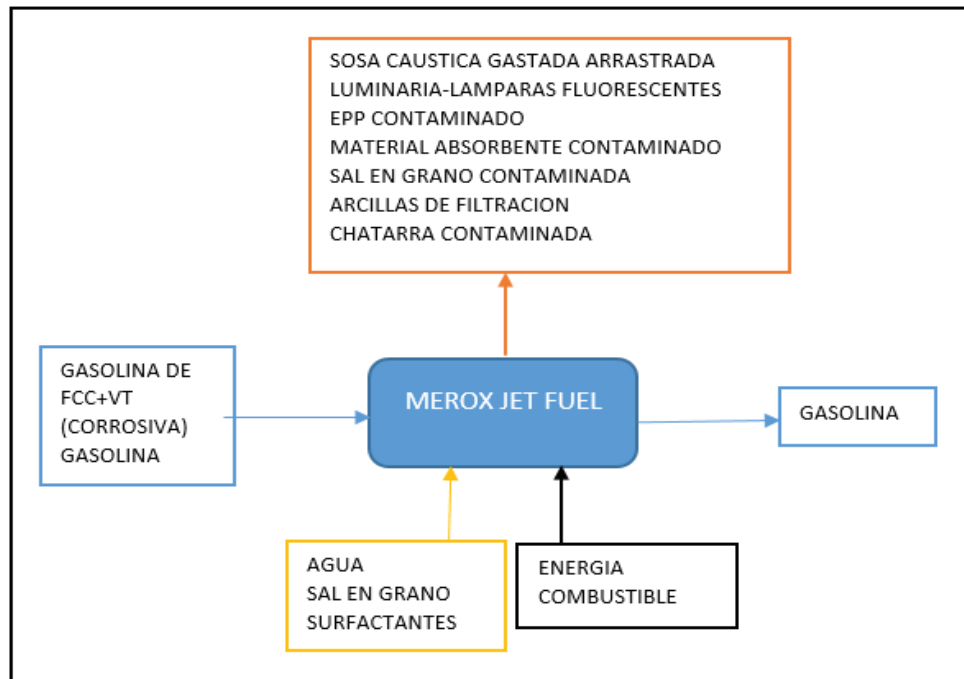 SOSA CAUSTICA GASTADA ARRASTRADA
LUMINARIA-LAMPARAS FLUORESCENTES
EPP CONTAMINADO
MATERIAL ABSORBENTE CONTAMINADO
SAL EN GRANO CONTAMINADA
ARCILLAS DE FILTRACION
CHATARRA CONTAMINADA
GASOLINA DE
FCC+VT
(CORROSIVA)
GASOLINA
MEROX JET FUEL
GASOLINA
AGUA
SAL EN GRANO
SURFACTANTES
ENERGIA
COMBUSTIBLE